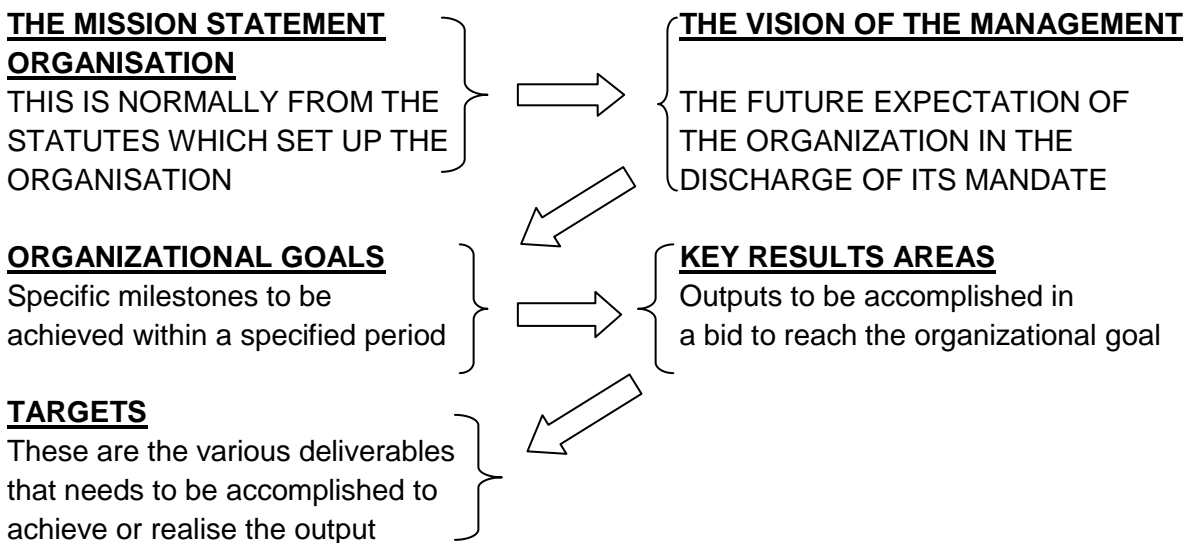 THE MISSION STATEMENT
ORGANISATION
THIS IS NORMALLY FROM THE
STATUTES WHICH SET UP THE
ORGANISATION
THE VISION OF THE MANAGEMENT
THE FUTURE EXPECTATION OF
THE ORGANIZATION IN THE
DISCHARGE OF ITS MANDATE
ORGANIZATIONAL GOALS
Specific milestones to be
achieved within a specified period
KEY RESULTS AREAS
Outputs to be accomplished in
a bid to reach the organizational goal
TARGETS
These are the various deliverables
that needs to be accomplished to
achieve or realise the output